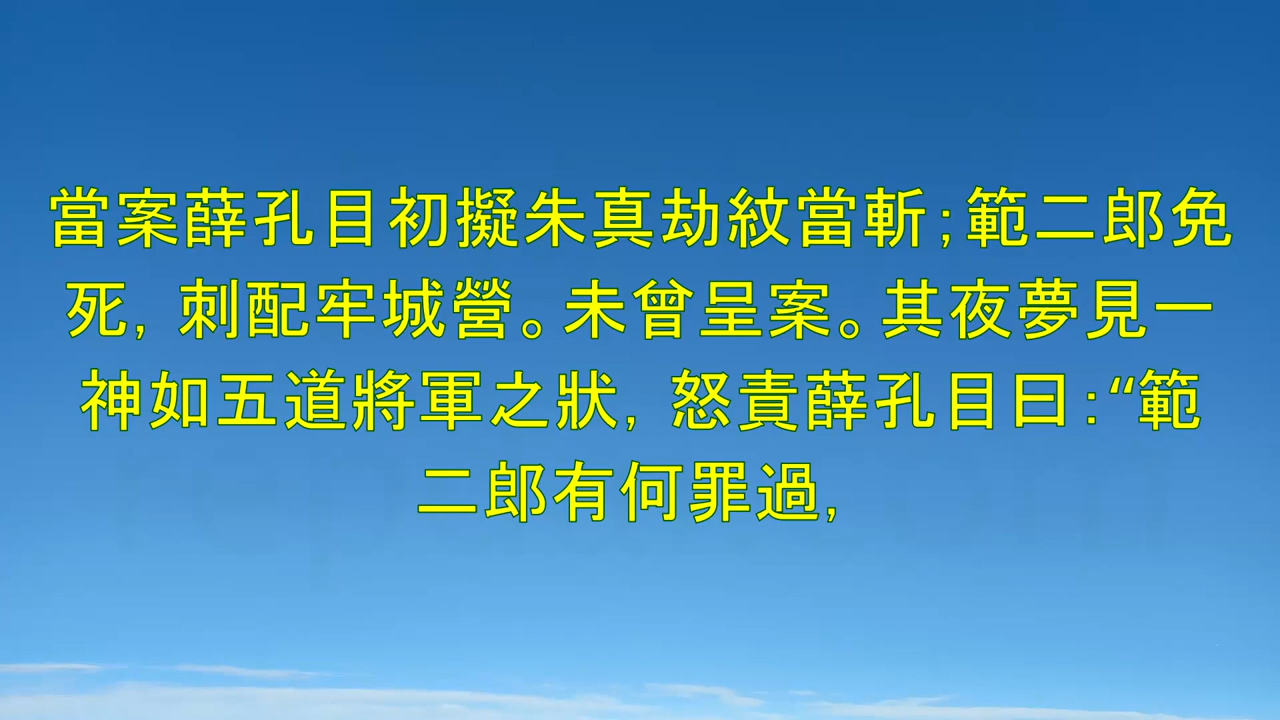 當案薛孔目初擬朱真劫紋當斬;範二郎免
死, 刺配牢城營。未曾呈案。其夜夢見一
神如五道將軍之狀, 怒責薛孔目曰:“範
二郎有何罪過,